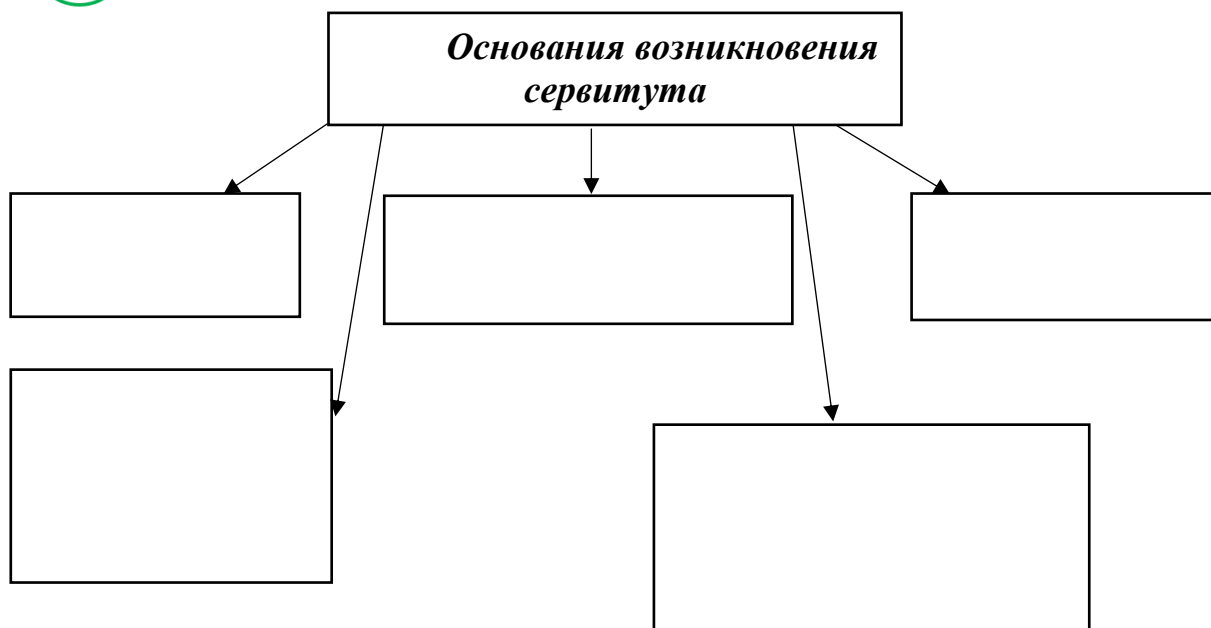 Основания возникновения
сервитута